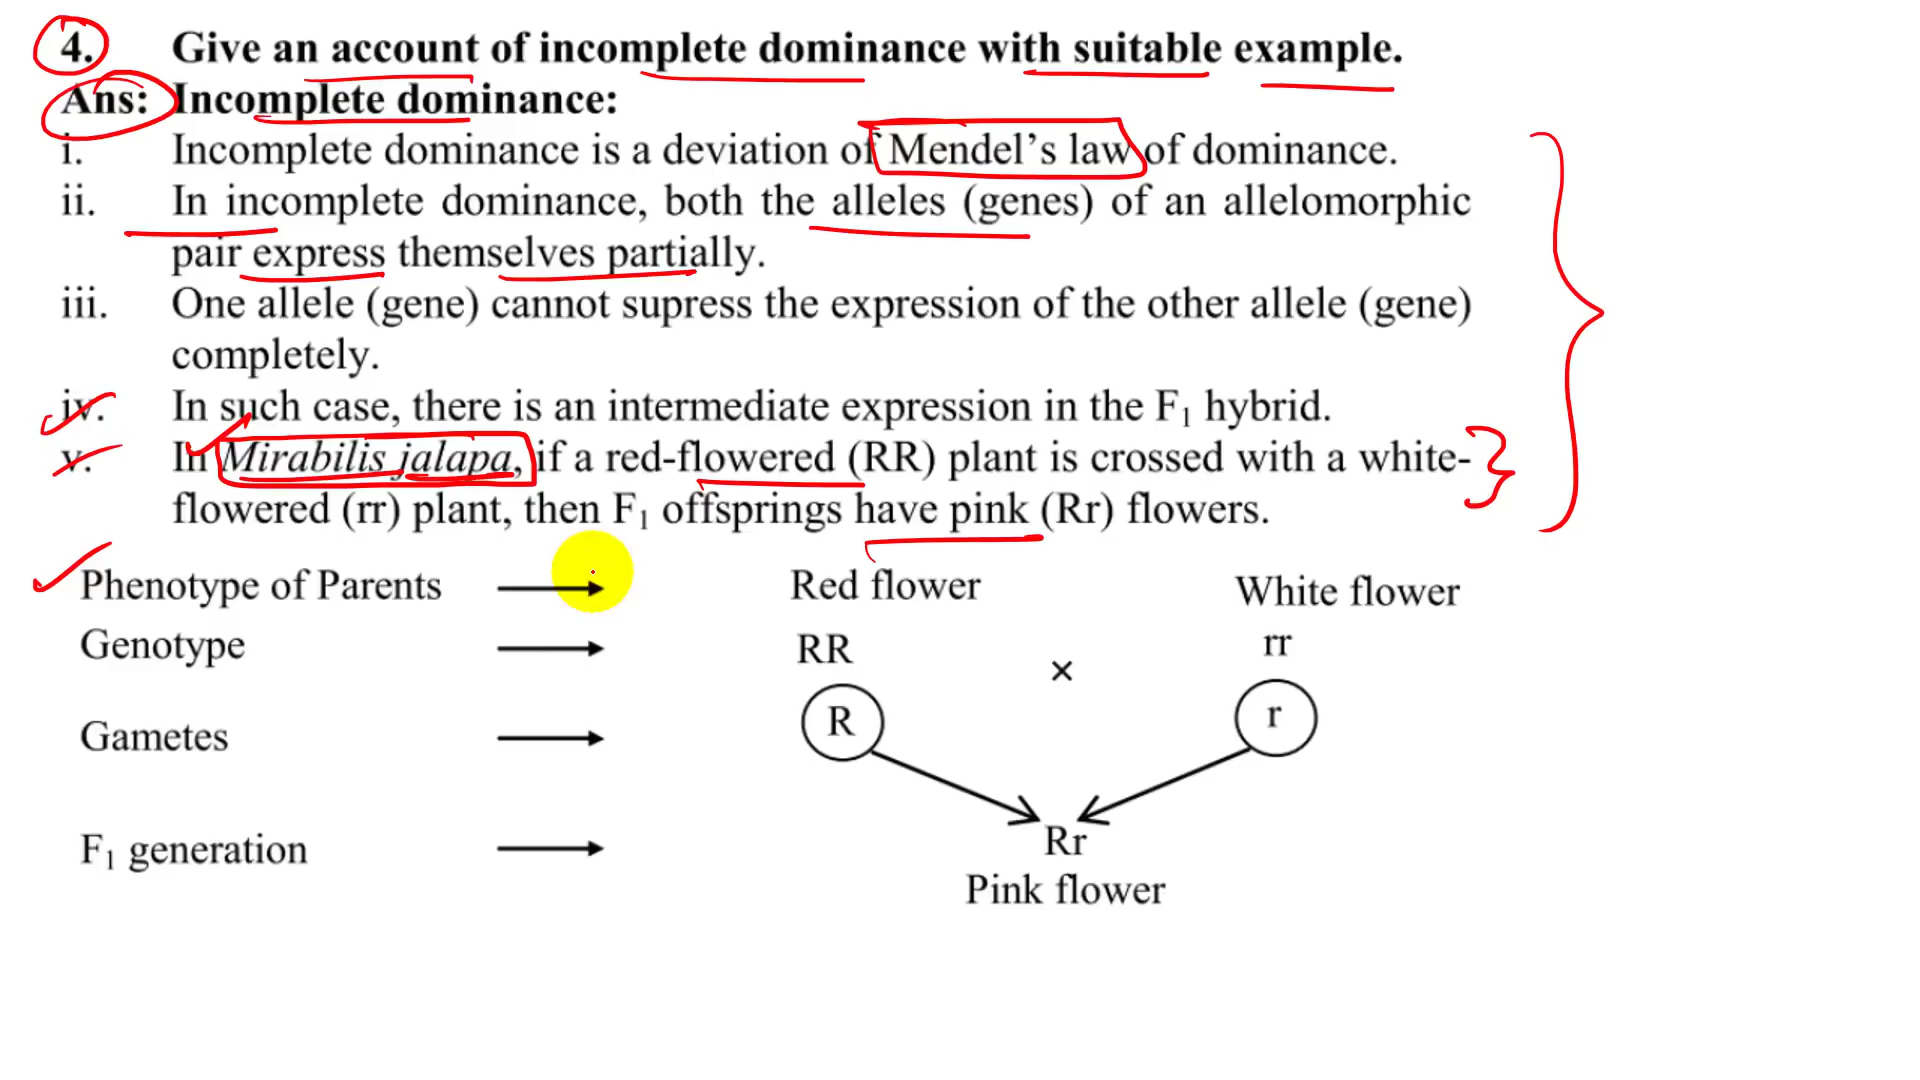 4. Give an account of incomplete dominance with suitable example.
Ans: Incomplete dominance:
i. Incomplete dominance is a deviation of Mendel's law of dominance.
ii. In incomplete dominance, both the alleles (genes) of an allelomorphic
pair express themselves partially.
iii. One allele (gene) cannot supress the expression of the other allele (gene)
completely.
iv. In such case, there is an intermediate expression in the F₁ hybrid.
v. In Mirabilis jalapa, if a red-flowered (RR) plant is crossed with a white-
flowered (rr) plant, then F₁ offsprings have pink (Rr) flowers.
Phenotype of Parents → Red flower White flower
Genotype → RR × rr
Gametes → R r
F₁ generation → Rr
Pink flower